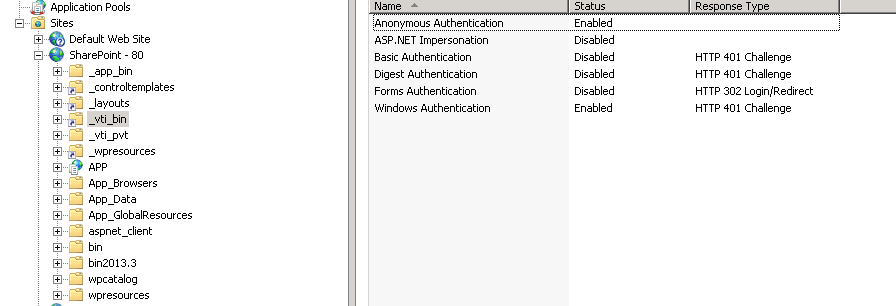 Application Pools
Sites
Default Web Site
SharePoint - 80
_app_bin
_controltemplates
_layouts
_vti_bin
_vti_pvt
_wpresources
APP
App_Browsers
App_Data
App_GlobalResources
aspnet_client
bin
bin2013.3
wpcatalog
wpresources
Name Status Response Type
Anonymous Authentication Enabled
ASP.NET Impersonation Disabled
Basic Authentication Disabled HTTP 401 Challenge
Digest Authentication Disabled HTTP 401 Challenge
Forms Authentication Disabled HTTP 302 Login/Redirect
Windows Authentication Enabled HTTP 401 Challenge